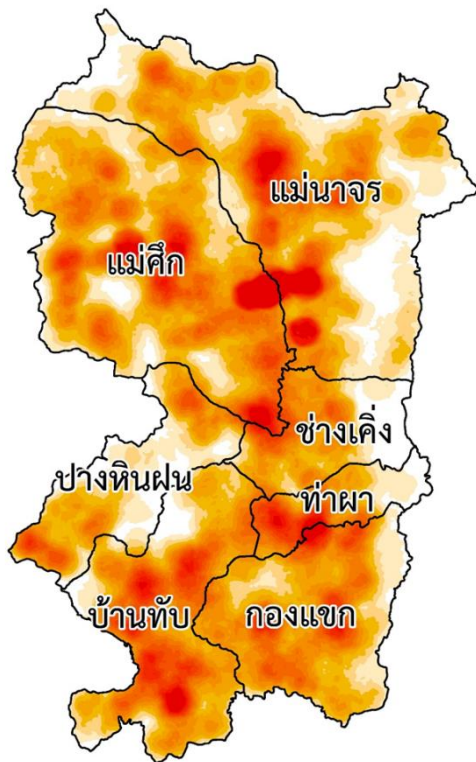 แม่นาจร
แม่ศึก
ช่างเคิ่ง
ปางหินฝน
ท่าผา
บ้านทับ
กองแขก